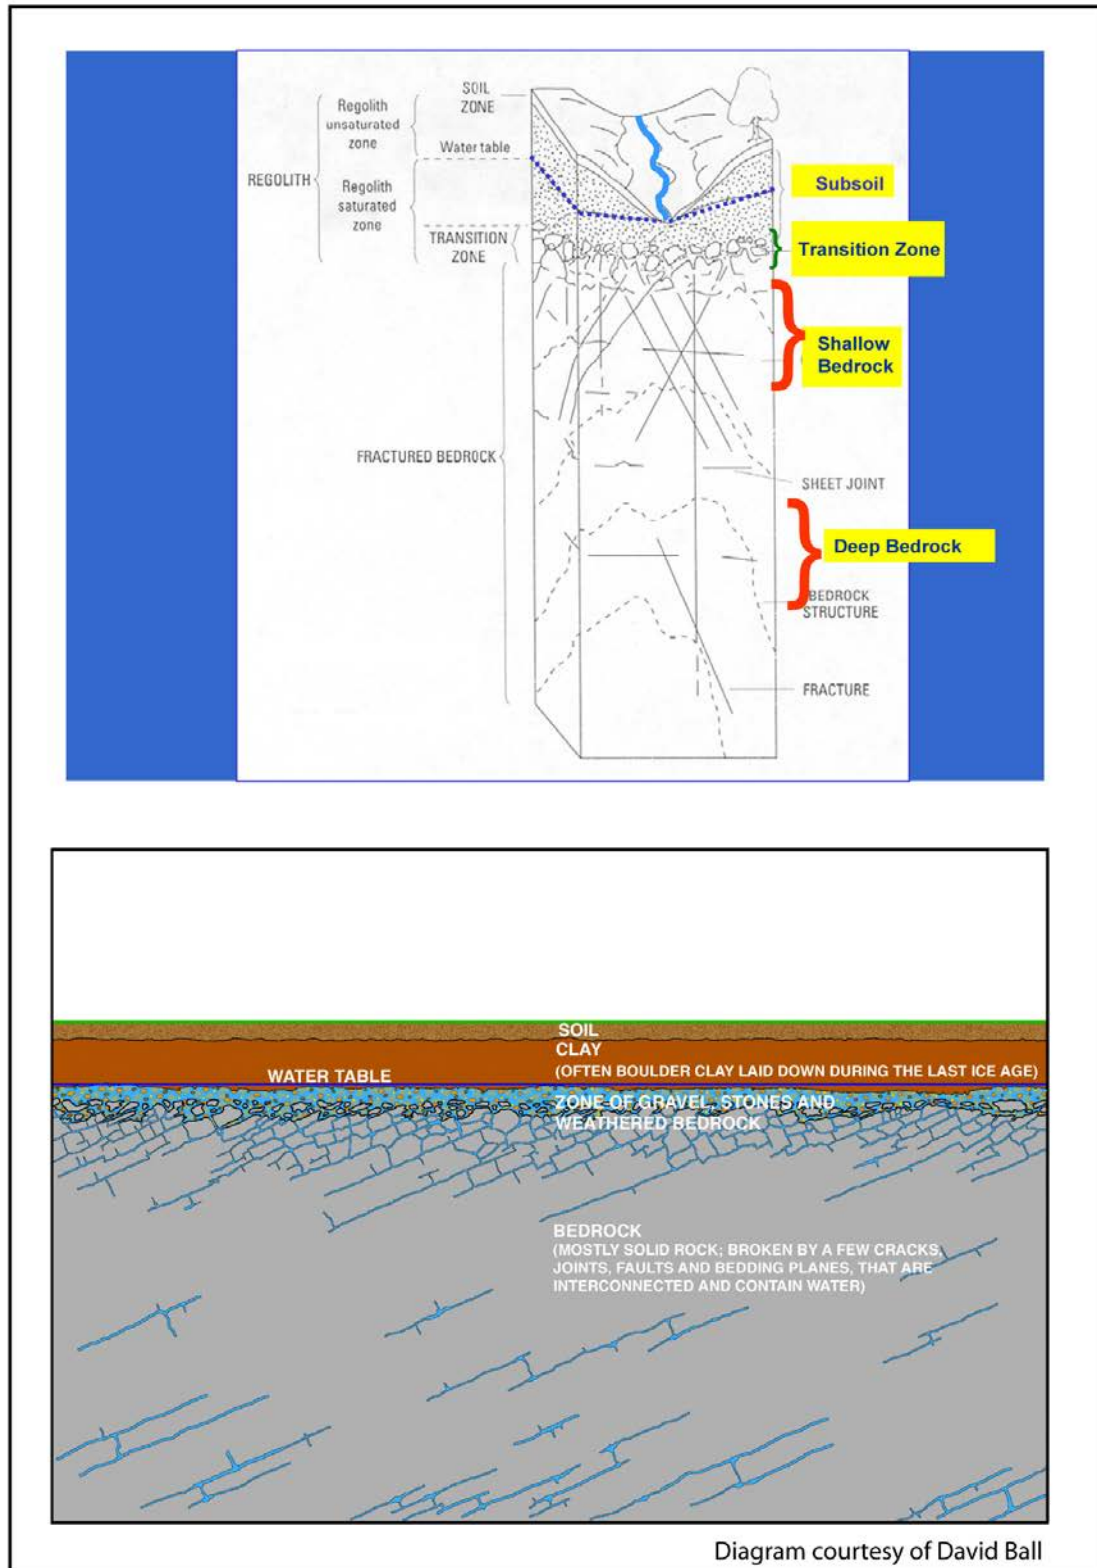 SOIL
ZONE
Regolith
unsaturated
zone
Water table
REGOLITH
Regolith
saturated
zone
TRANSITION
ZONE
Subsoil
Transition Zone
Shallow
Bedrock
FRACTURED BEDROCK
SHEET JOINT
Deep Bedrock
BEDROCK
STRUCTURE
FRACTURE
SOIL
CLAY
(OFTEN BOULDER CLAY LAID DOWN DURING THE LAST ICE AGE)
WATER TABLE
ZONE OF GRAVEL, STONES AND
WEATHERED BEDROCK
BEDROCK
(MOSTLY SOLID ROCK; BROKEN BY A FEW CRACKS,
JOINTS, FAULTS AND BEDDING PLANES, THAT ARE
INTERCONNECTED AND CONTAIN WATER)
Diagram courtesy of David Ball